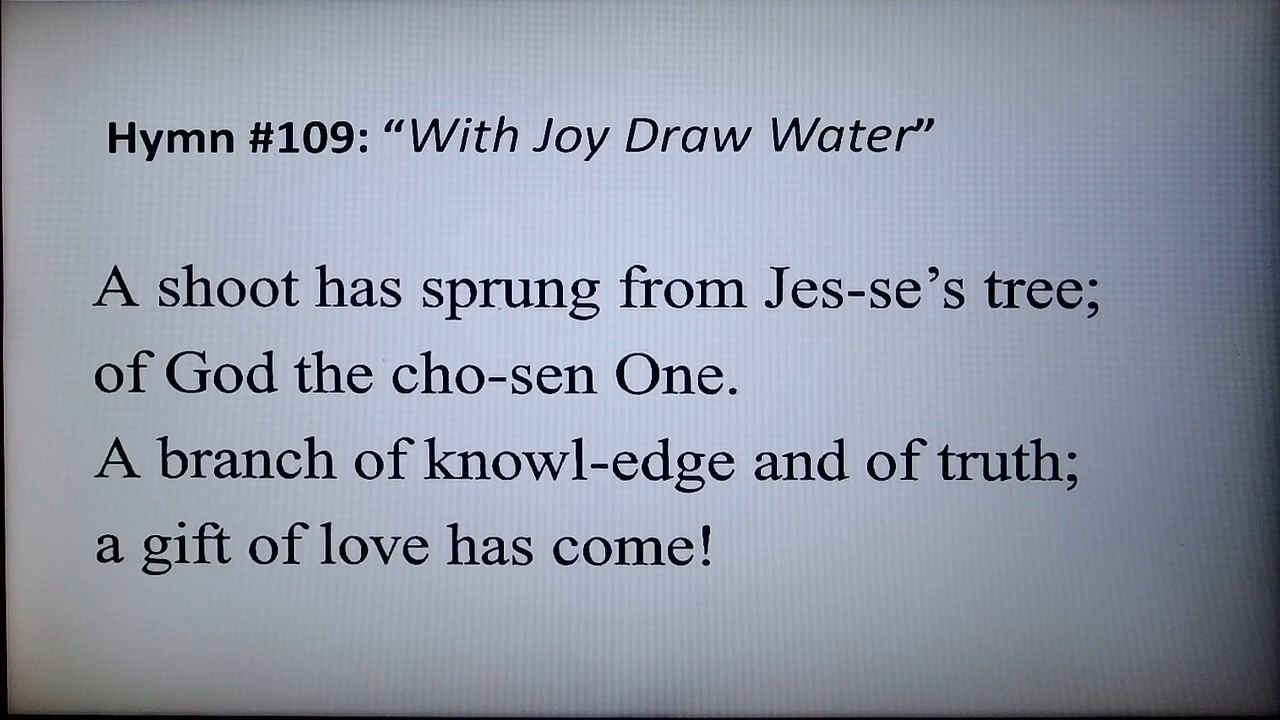 Hymn #109: “With Joy Draw Water”
A shoot has sprung from Jes-se’s tree;
of God the cho-sen One.
A branch of knowl-edge and of truth;
a gift of love has come!